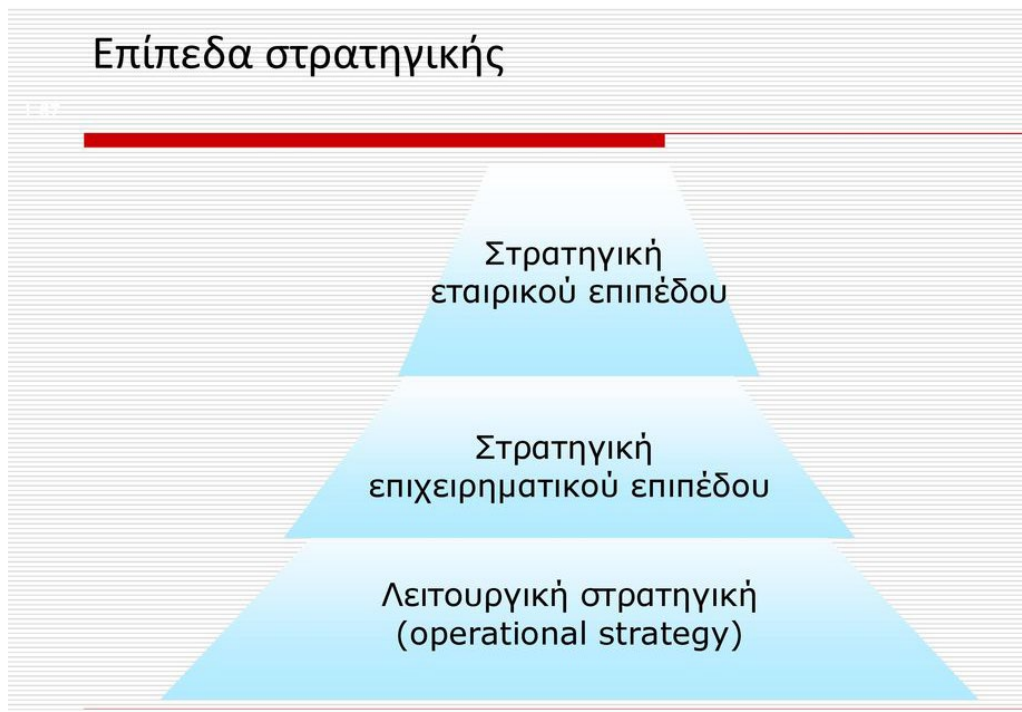 Επίπεδα στρατηγικής
Στρατηγική
εταιρικού επιπέδου
Στρατηγική
επιχειρηματικού επιπέδου
Λειτουργική στρατηγική
(operational strategy)